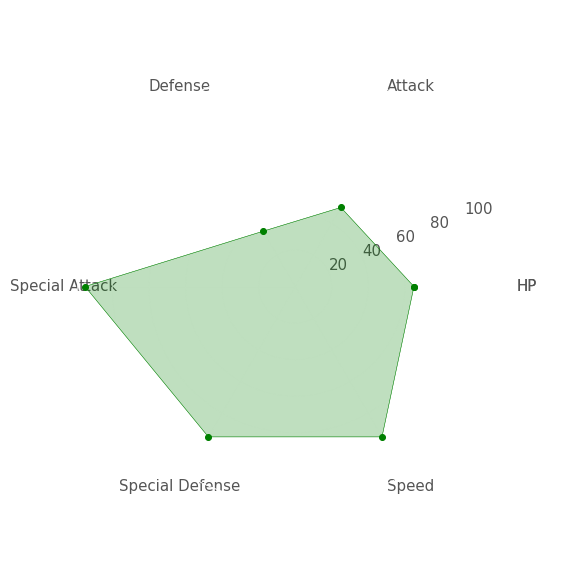 Defense
Attack
100
80
60
40
20
Special Attack
HP
Special Defense
Speed